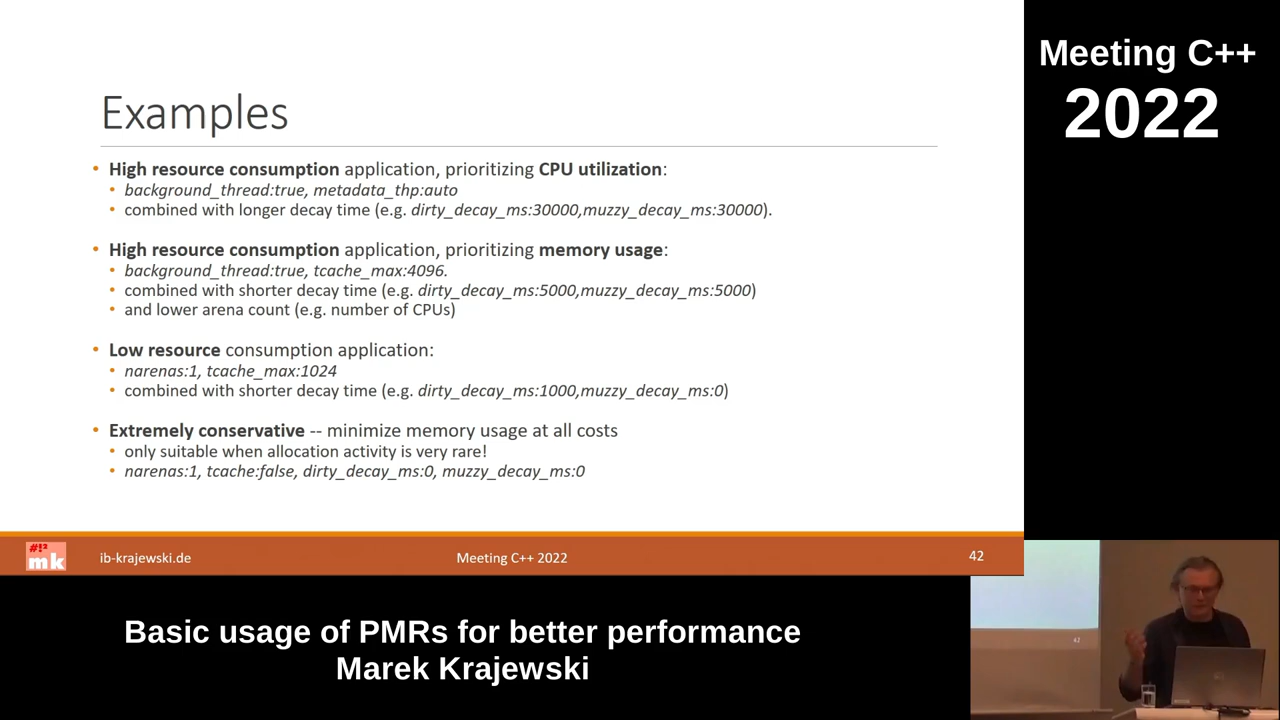 Meeting C++
2022
Examples
• High resource consumption application, prioritizing CPU utilization:
• background_thread:true, metadata_thp:auto
• combined with longer decay time (e.g. dirty_decay_ms:30000,muzzy_decay_ms:30000).
• High resource consumption application, prioritizing memory usage:
• background_thread:true, tcache_max:4096.
• combined with shorter decay time (e.g. dirty_decay_ms:5000,muzzy_decay_ms:5000)
• and lower arena count (e.g. number of CPUs)
• Low resource consumption application:
• narenas:1, tcache_max:1024
• combined with shorter decay time (e.g. dirty_decay_ms:1000,muzzy_decay_ms:0)
• Extremely conservative -- minimize memory usage at all costs
• only suitable when allocation activity is very rare!
• narenas:1, tcache:false, dirty_decay_ms:0, muzzy_decay_ms:0
#!²
mk
ib-krajewski.de
Meeting C++ 2022
42
Basic usage of PMRs for better performance
Marek Krajewski
42